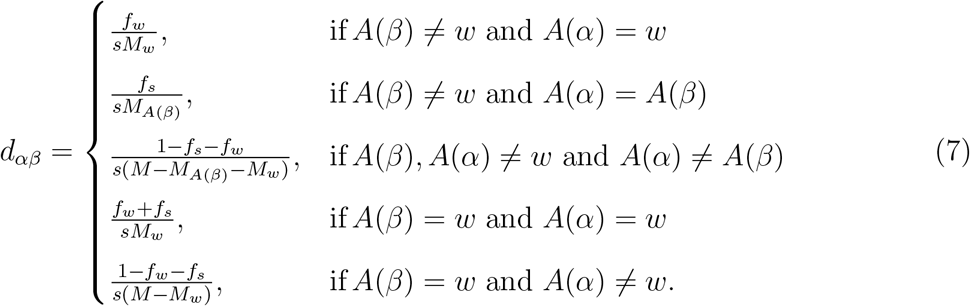 d_{αβ} = { f_w / sM_w, if A(β) ≠ w and A(α) = w
f_s / sM_{A(β)}, if A(β) ≠ w and A(α) = A(β)
1−f_s−f_w / s(M−M_{A(β)}−M_w), if A(β), A(α) ≠ w and A(α) ≠ A(β) (7)
f_w+f_s / sM_w, if A(β) = w and A(α) = w
1−f_w−f_s / s(M−M_w), if A(β) = w and A(α) ≠ w.